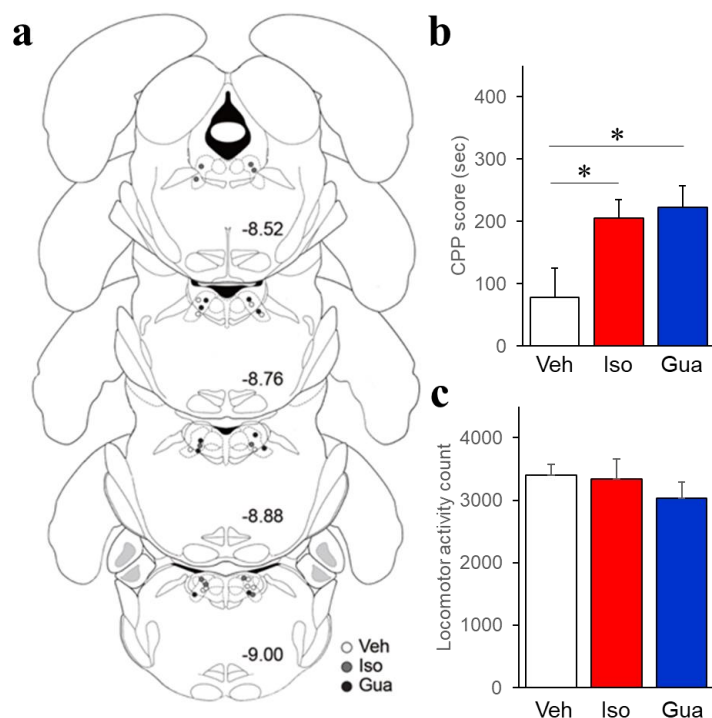 a
-8.52
-8.76
-8.88
-9.00
Veh
Iso
Gua
b
CPP score (sec)
400
300
200
100
0
*
*
Veh Iso Gua
c
Locomotor activity count
4000
3000
2000
1000
0
Veh Iso Gua